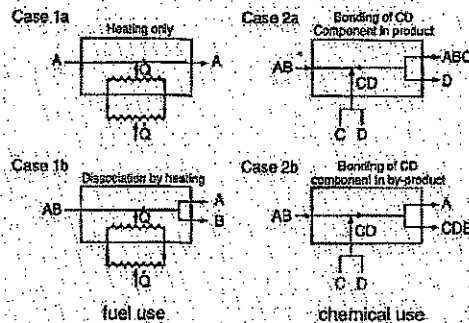 Case 1a
Heating only
A
A
Q
Q
Case 2a
Bonding of CD
Component in product
AB
ABC
D
CD
C D
Case 1b
Dissociation by heating
AB
A
B
Q
Q
Case 2b
Bonding of CD
component in by-product
AB
A
CDB
CD
C D
fuel use
chemical use